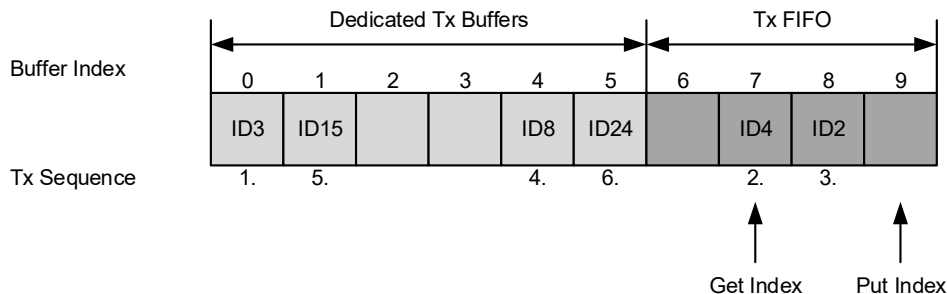 Dedicated Tx Buffers Tx FIFO
Buffer Index 0 1 2 3 4 5 6 7 8 9
ID3 ID15 ID8 ID24 ID4 ID2
Tx Sequence 1. 5. 4. 6. 2. 3.
Get Index Put Index